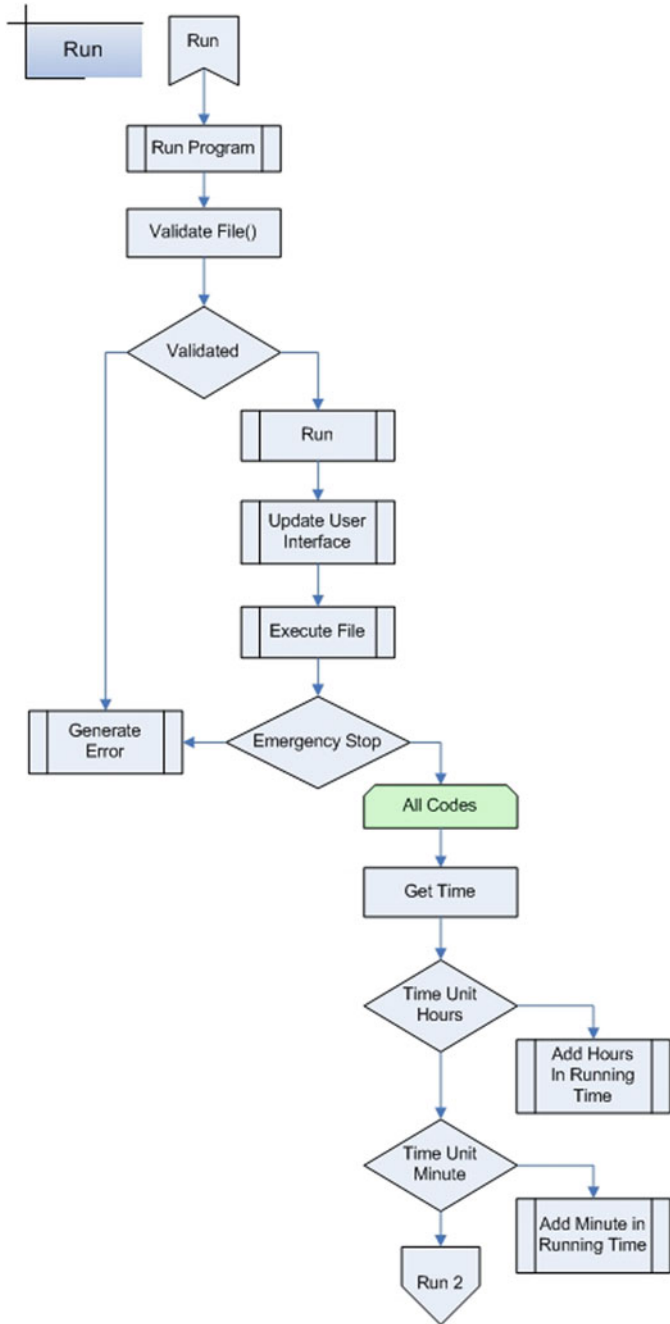 Run
Run
Run Program
Validate File()
Validated
Run
Update User
Interface
Execute File
Generate
Error
Emergency Stop
All Codes
Get Time
Time Unit
Hours
Add Hours
In Running
Time
Time Unit
Minute
Add Minute in
Running Time
Run 2